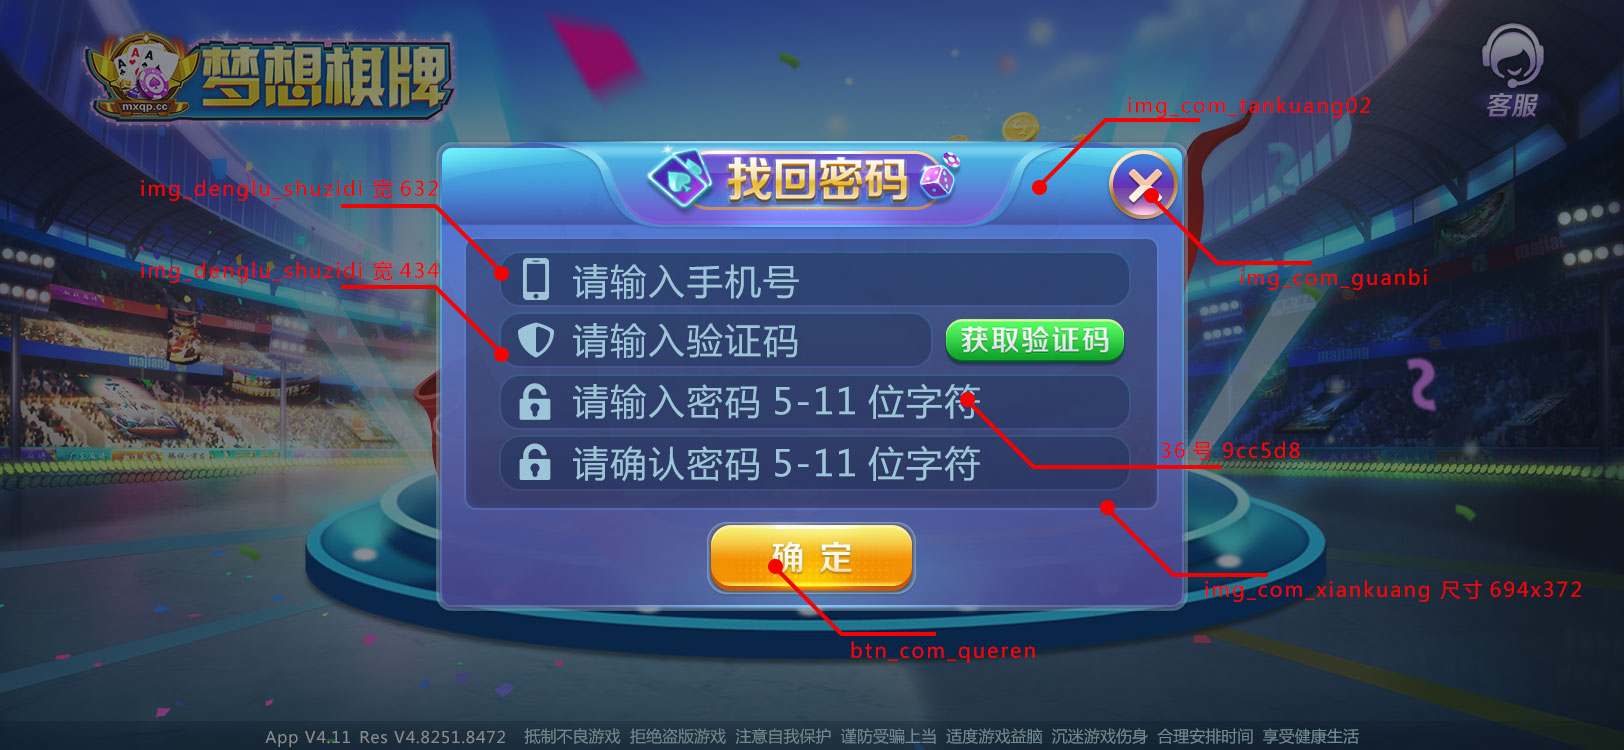 梦想棋牌
mxqp.cc
客服
img_com_tankuang02
找回密码
img_denglu_shuzidi 宽 632
img_com_guanbi
img_denglu_shuzidi 宽 434
请输入手机号
请输入验证码
获取验证码
请输入密码 5-11 位字符
36 号 9cc5d8
请确认密码 5-11 位字符
确 定
img_com_xiankuang 尺寸 694x372
btn_com_queren
majiang
majiang
App V4.11 Res V4.8251.8472 抵制不良游戏 拒绝盗版游戏 注意自我保护 谨防受骗上当 适度游戏益脑 沉迷游戏伤身 合理安排时间 享受健康生活